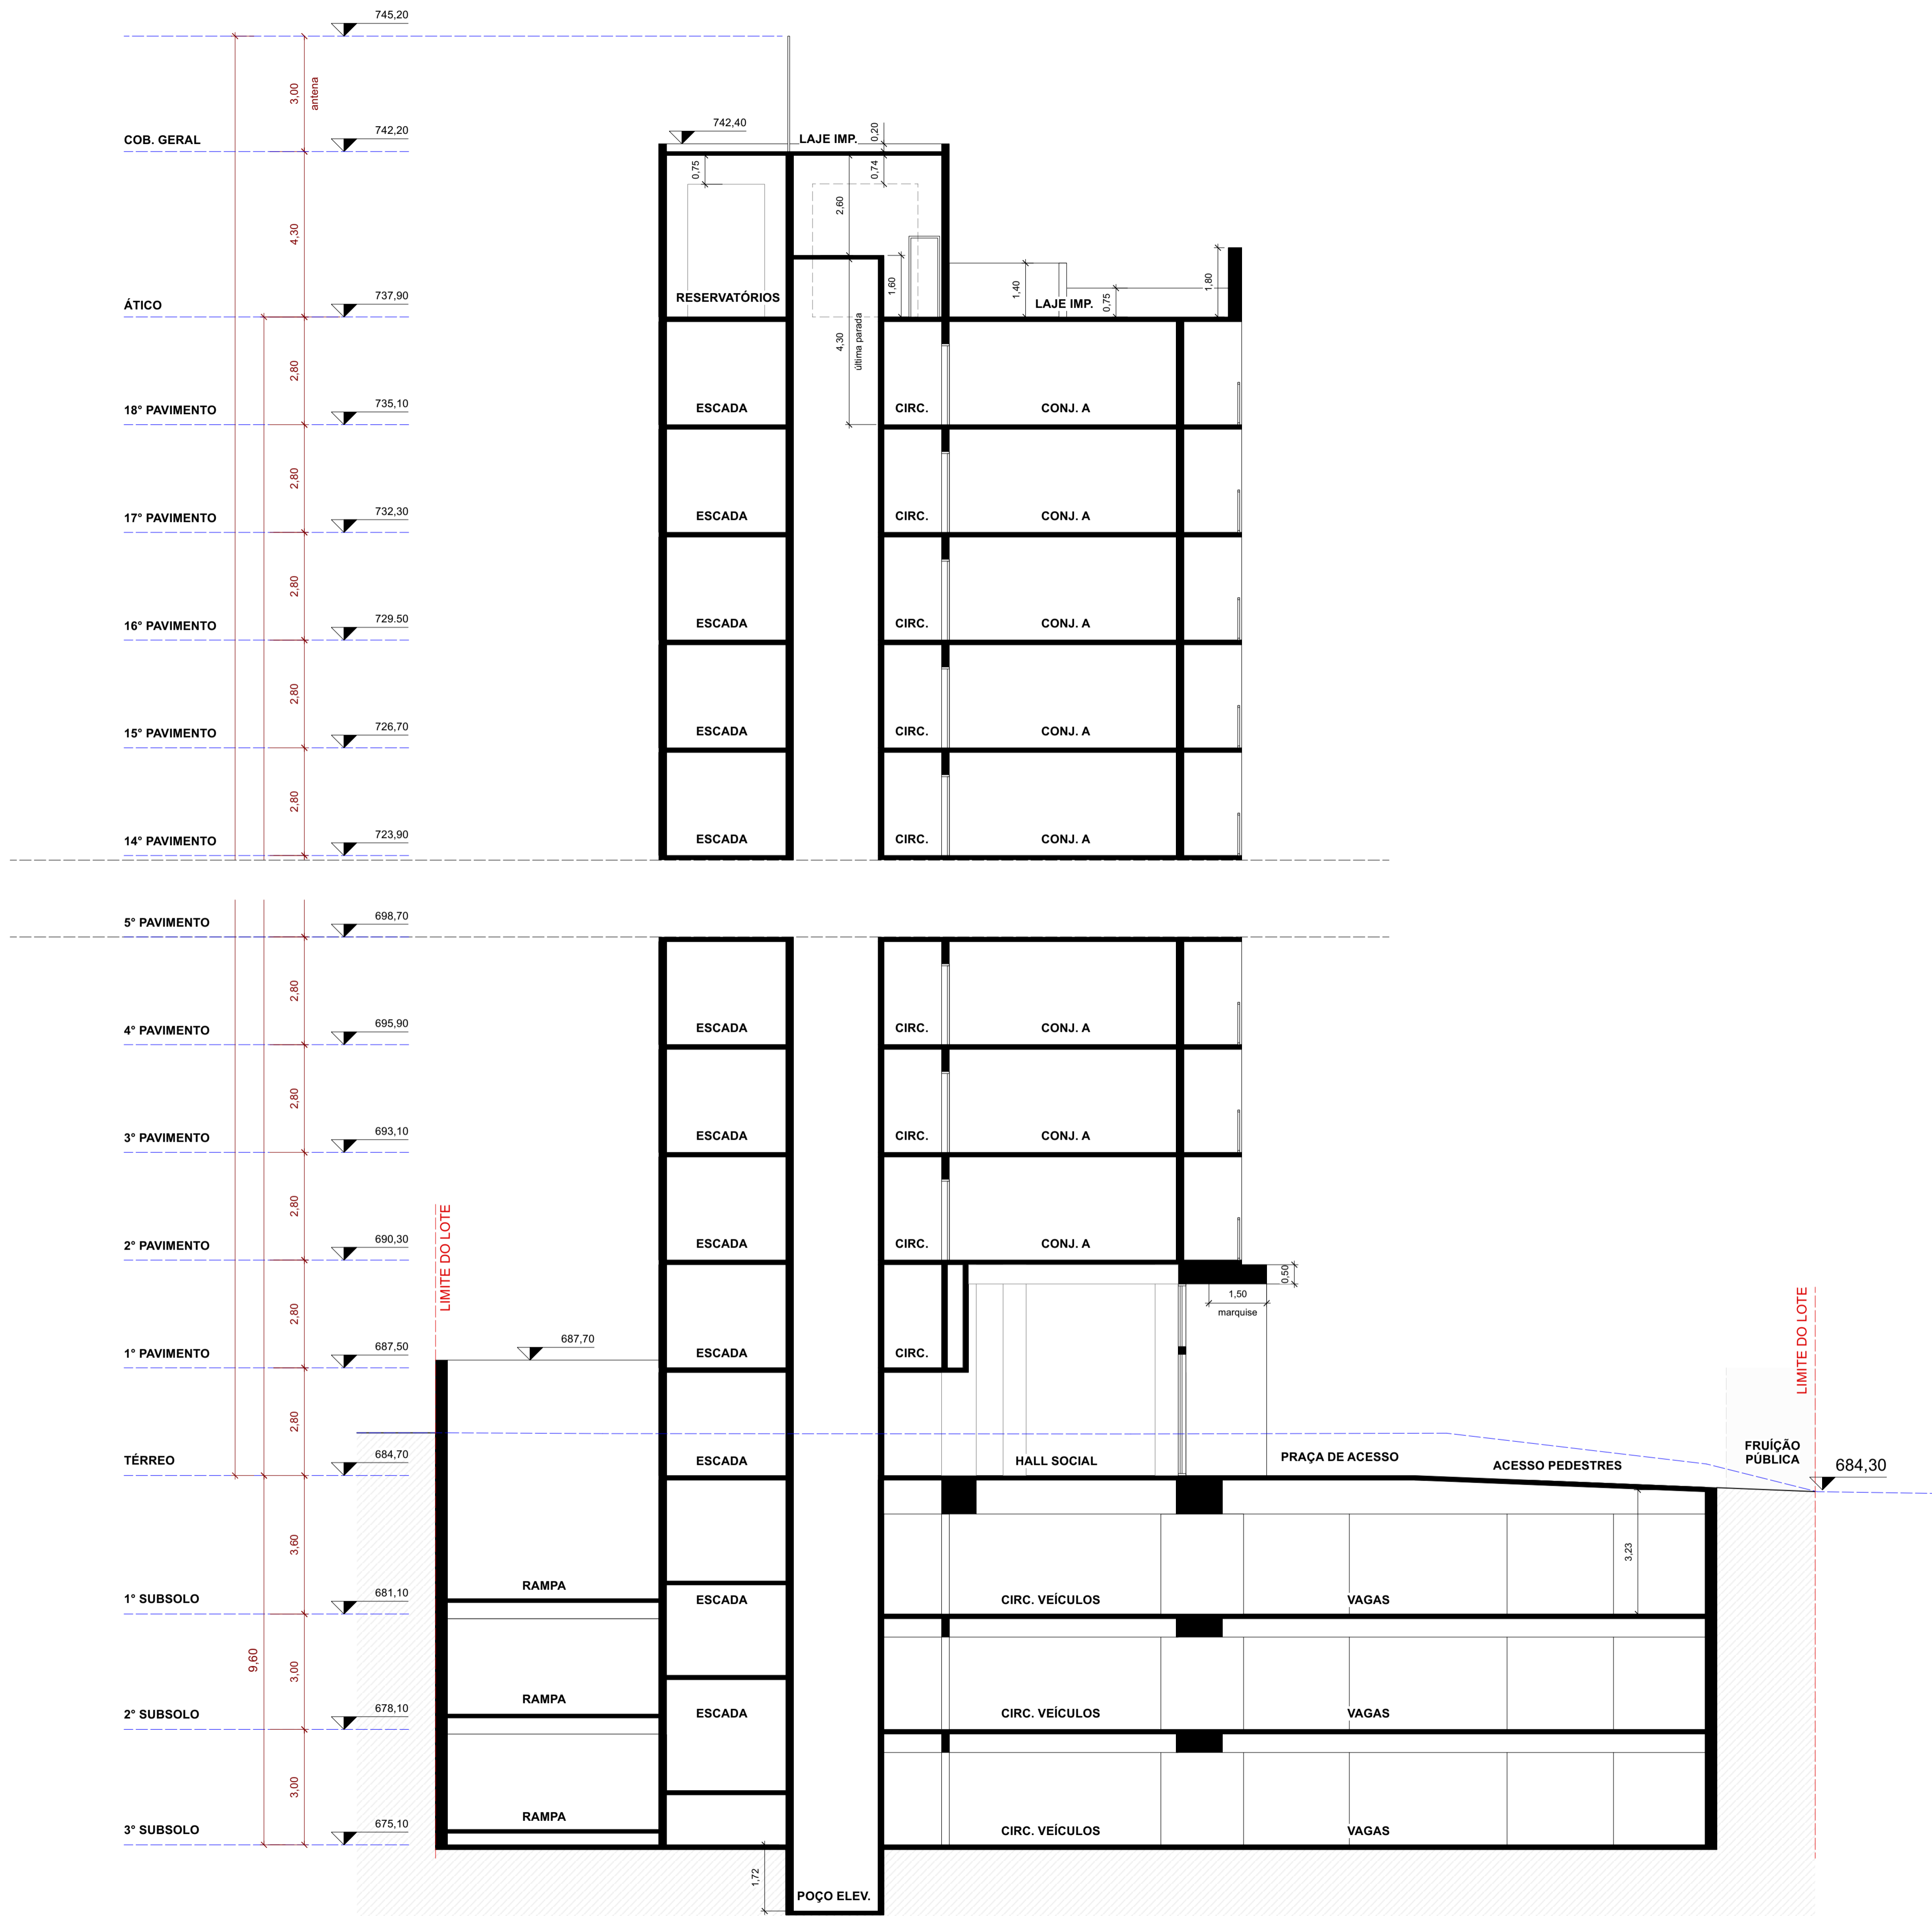 745,20
3,00
antena
COB. GERAL
742,20
742,40
LAJE IMP.
0,20
0,75
0,74
2,60
4,30
RESERVATÓRIOS
1,60
1,40
0,75
1,80
LAJE IMP.
ÁTICO
737,90
4,30
última parada
2,80
18° PAVIMENTO
735,10
ESCADA
CIRC.
CONJ. A
2,80
17° PAVIMENTO
732,30
ESCADA
CIRC.
CONJ. A
2,80
16° PAVIMENTO
729.50
ESCADA
CIRC.
CONJ. A
2,80
15° PAVIMENTO
726,70
ESCADA
CIRC.
CONJ. A
2,80
14° PAVIMENTO
723,90
ESCADA
CIRC.
CONJ. A
5° PAVIMENTO
698,70
2,80
4° PAVIMENTO
695,90
ESCADA
CIRC.
CONJ. A
2,80
3° PAVIMENTO
693,10
ESCADA
CIRC.
CONJ. A
2,80
2° PAVIMENTO
690,30
LIMITE DO LOTE
ESCADA
CIRC.
CONJ. A
0,50
1,50
marquise
2,80
1° PAVIMENTO
687,50
687,70
ESCADA
CIRC.
LIMITE DO LOTE
2,80
TÉRREO
684,70
ESCADA
HALL SOCIAL
PRAÇA DE ACESSO
ACESSO PEDESTRES
FRUÍÇÃO
PÚBLICA
684,30
3,60
3,23
1° SUBSOLO
681,10
RAMPA
ESCADA
CIRC. VEÍCULOS
VAGAS
9,60
3,00
2° SUBSOLO
678,10
RAMPA
ESCADA
CIRC. VEÍCULOS
VAGAS
3,00
3° SUBSOLO
675,10
RAMPA
CIRC. VEÍCULOS
VAGAS
1,72
POÇO ELEV.